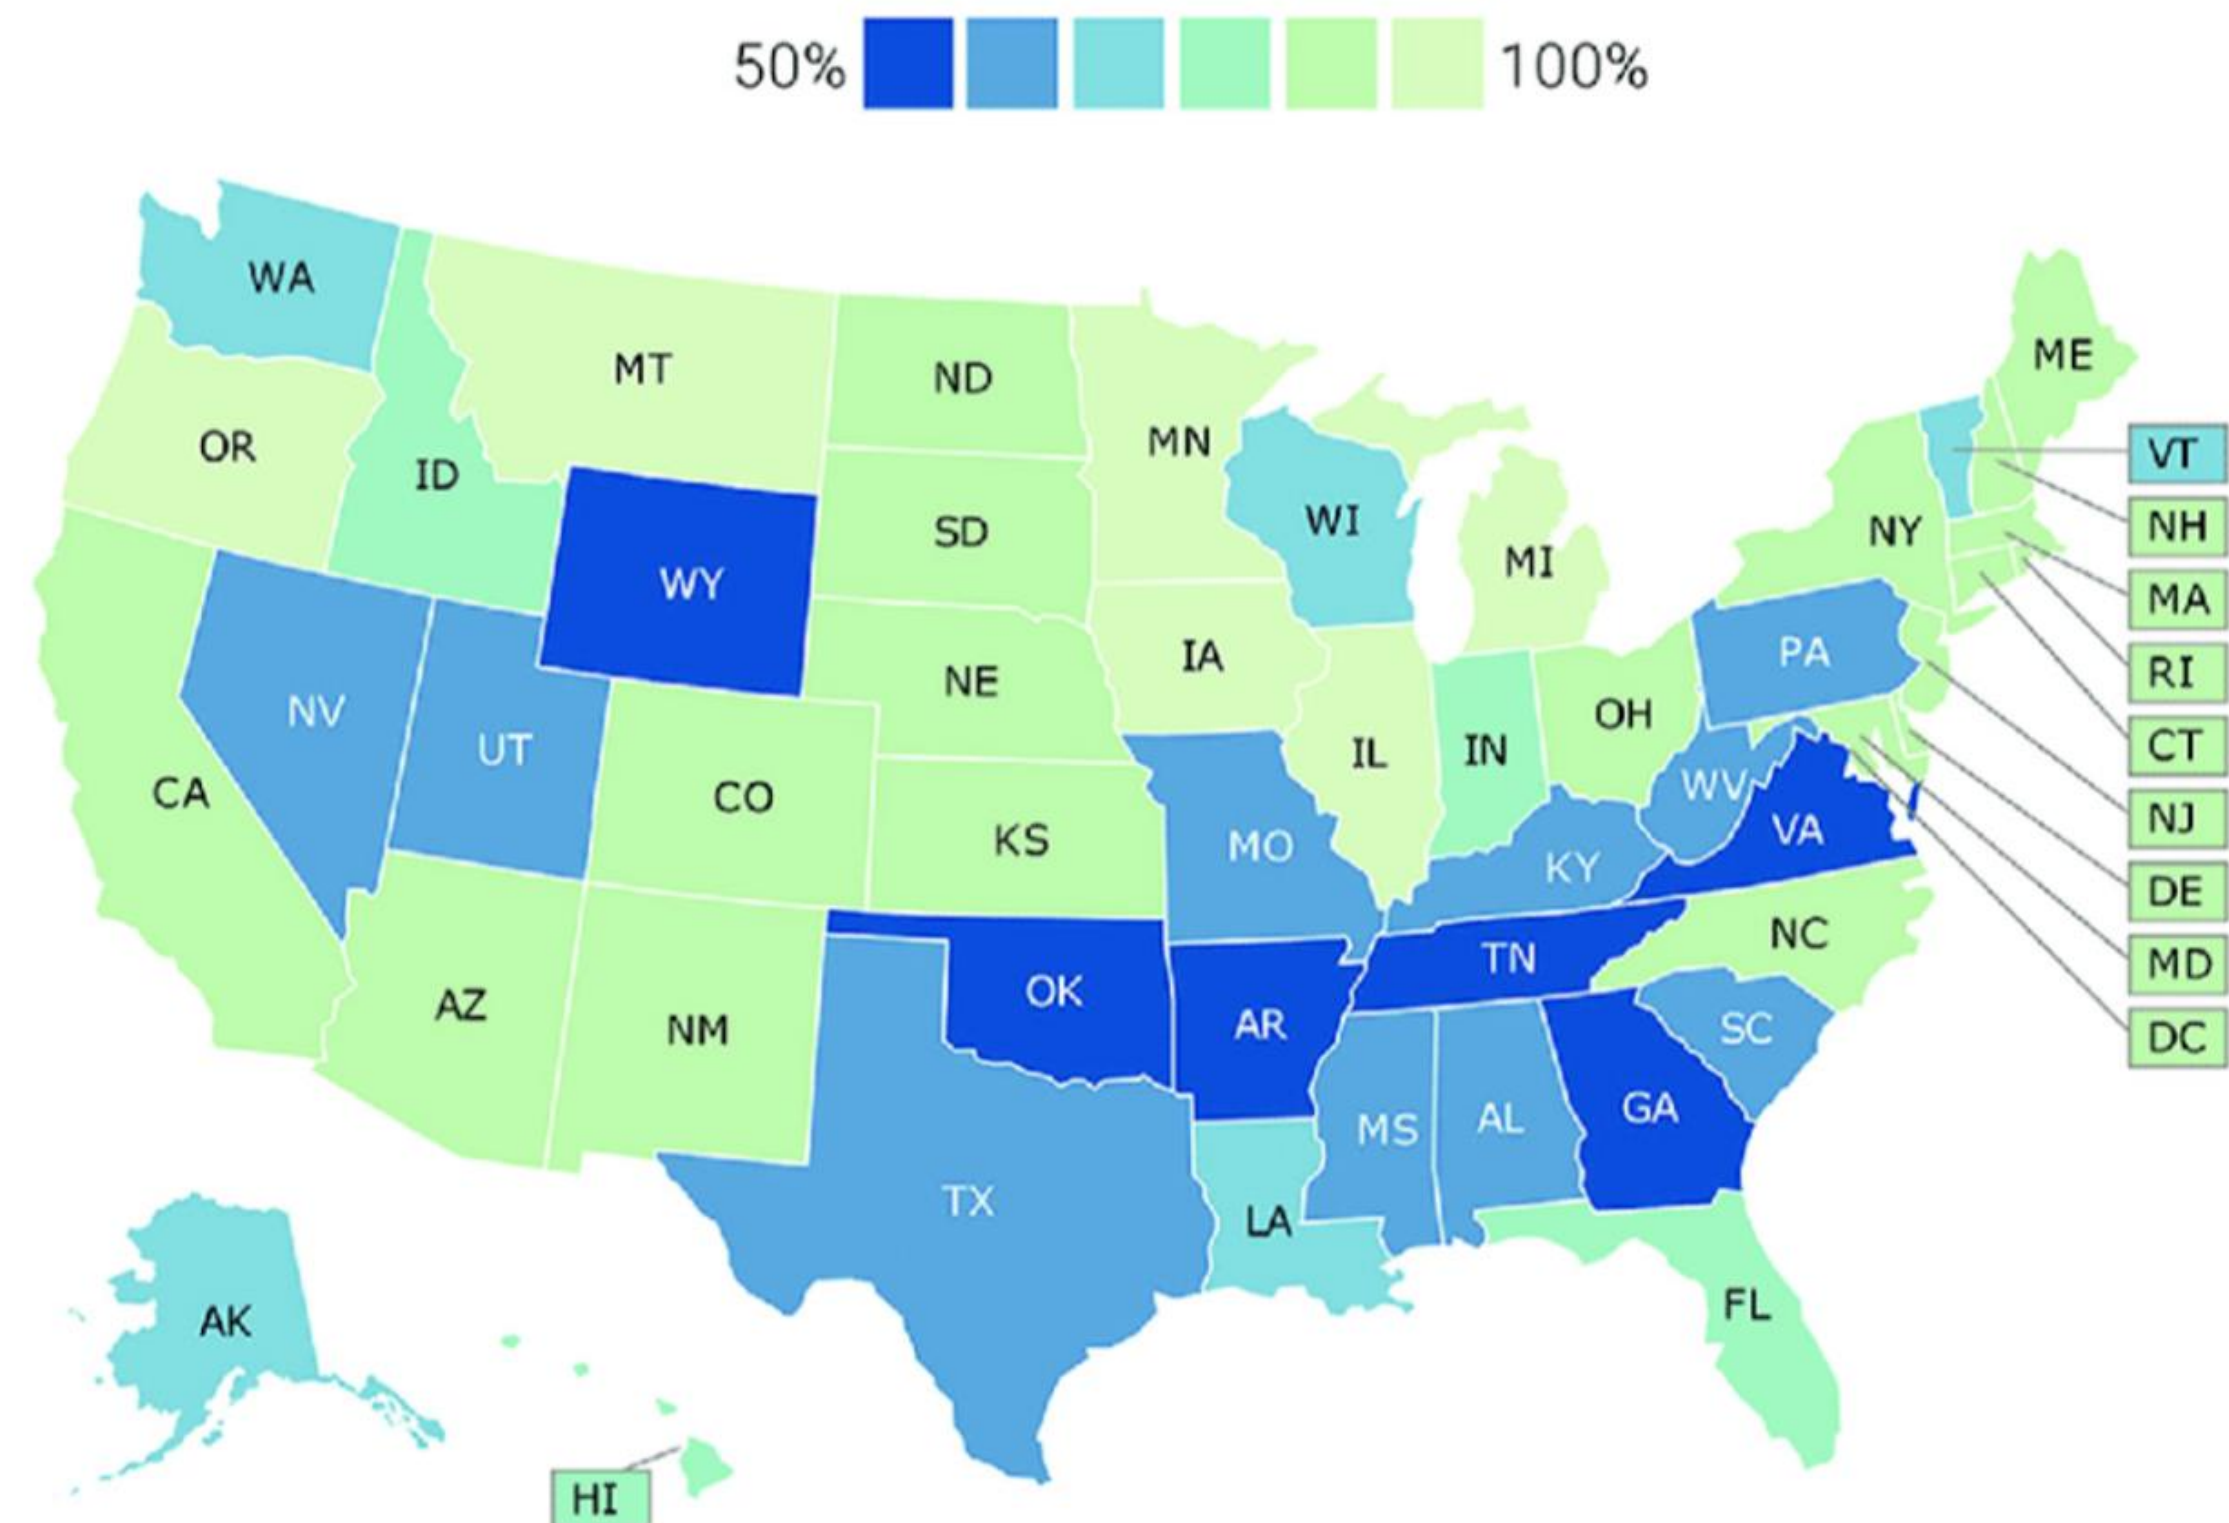 50% 100%
WA
MT
ND
ME
OR
ID
MN
VT
SD
WI
NY
NH
WY
MI
MA
NV
NE
IA
PA
RI
UT
OH
CT
CA
CO
KS
IL
IN
WV
NJ
MO
KY
VA
DE
AZ
NM
OK
AR
TN
NC
MD
SC
DC
TX
MS
AL
GA
LA
AK
FL
HI